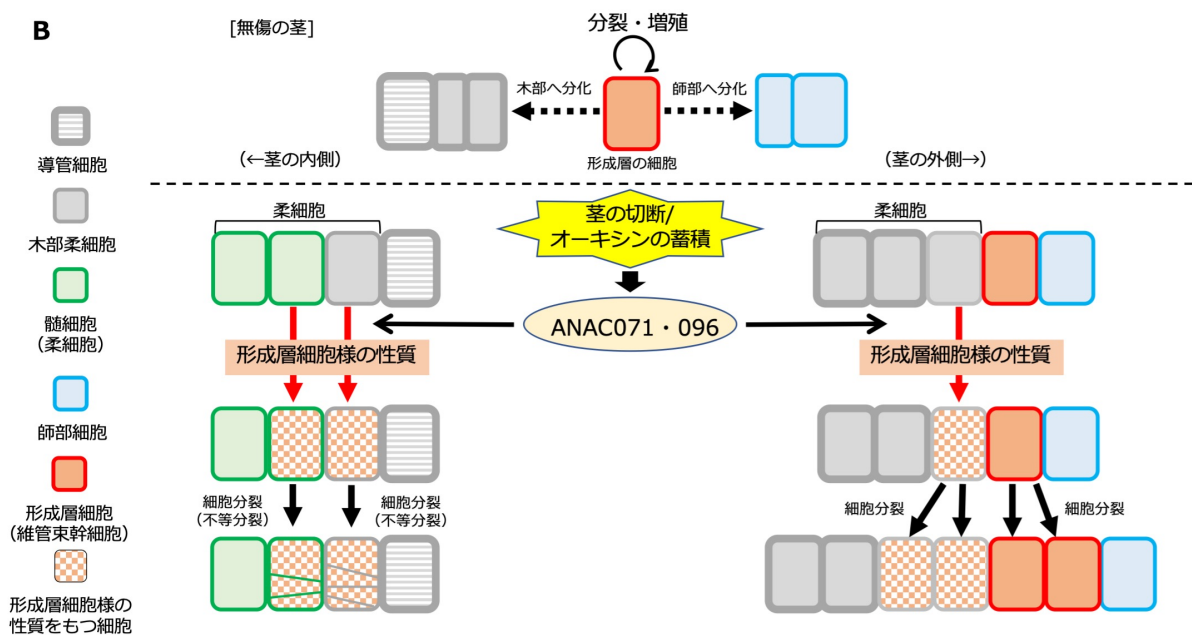 B
[無傷の茎]
分裂・増殖
木部へ分化
師部へ分化
形成層の細胞
(←茎の内側)
(茎の外側→)
導管細胞
木部柔細胞
髄細胞
(柔細胞)
師部細胞
形成層細胞
(維管束幹細胞)
形成層細胞様の
性質をもつ細胞
柔細胞
茎の切断/
オーキシンの蓄積
柔細胞
ANAC071・096
形成層細胞様の性質
形成層細胞様の性質
細胞分裂
(不等分裂)
細胞分裂
(不等分裂)
細胞分裂
細胞分裂